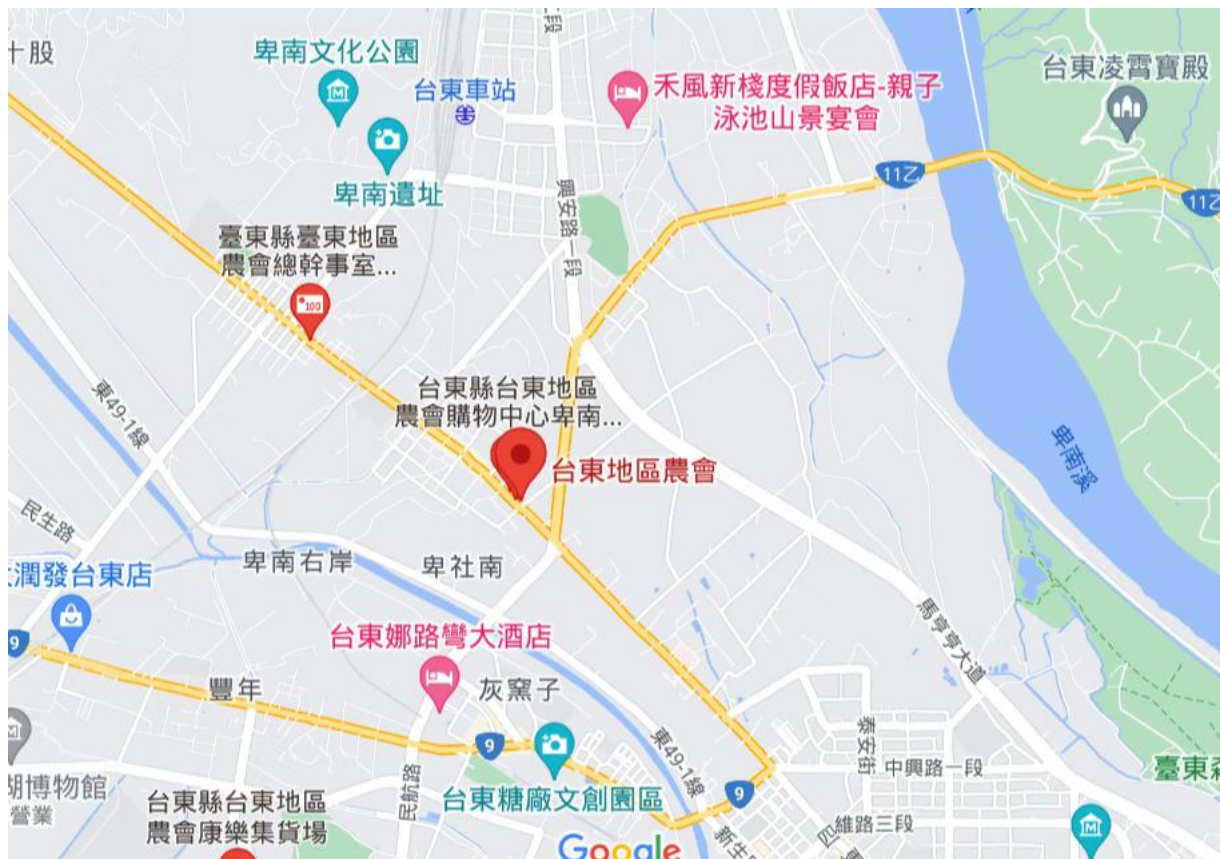 十股
卑南文化公園
台東車站
禾風新棧度假飯店-親子
泳池山景宴會
台東凌霄寶殿
11乙
11乙
卑南遺址
興安路一段
臺東縣臺東地區
農會總幹事室...
100
東49-1線
台東縣台東地區
農會購物中心卑南...
台東地區農會
卑南溪
民生路
卑南右岸
卑社南
潤發台東店
9
台東娜路彎大酒店
馬亨亨大道
豐年
灰窯子
9
東49-1線
泰安街
中興路一段
臺東森
9
湖博物館
營業
民航路
台東糖廠文創園區
台東縣台東地區
農會康樂集貨場
新生
維路三段
Google